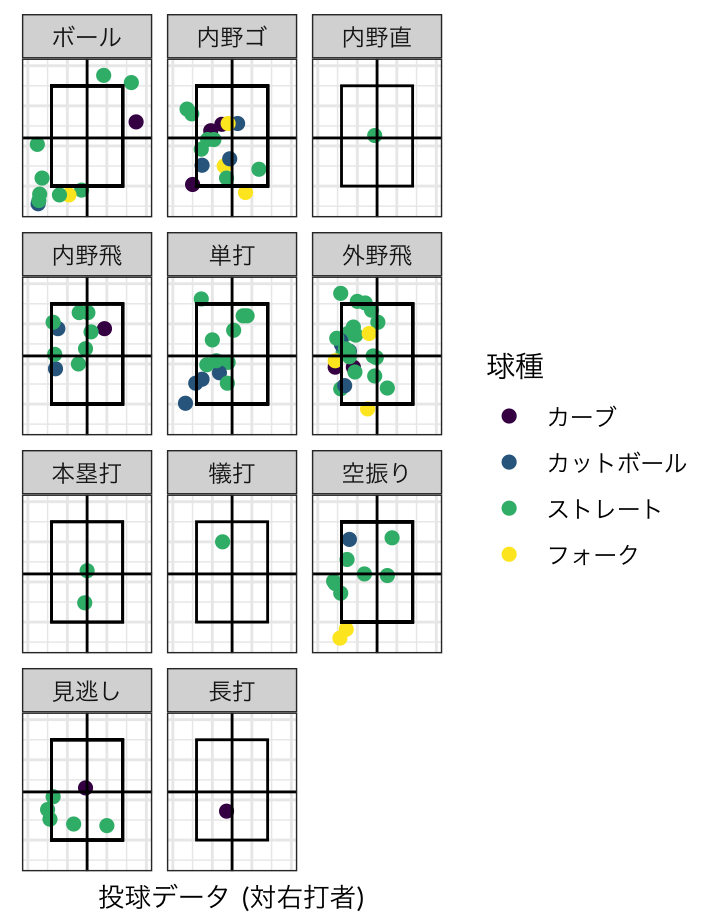 ボール
内野ゴ
内野直
内野飛
単打
外野飛
本塁打
犠打
空振り
見逃し
長打
球種
カーブ
カットボール
ストレート
フォーク
投球データ (対右打者)